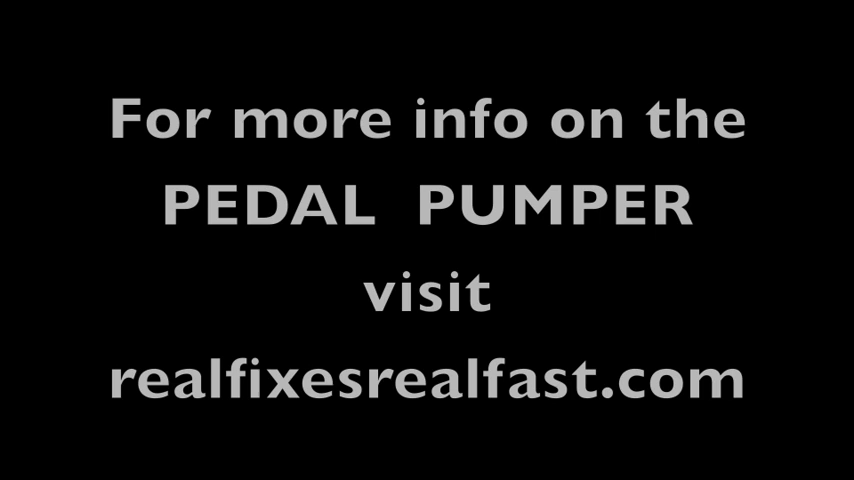 For more info on the
PEDAL PUMPER
visit
realfixesrealfast.com